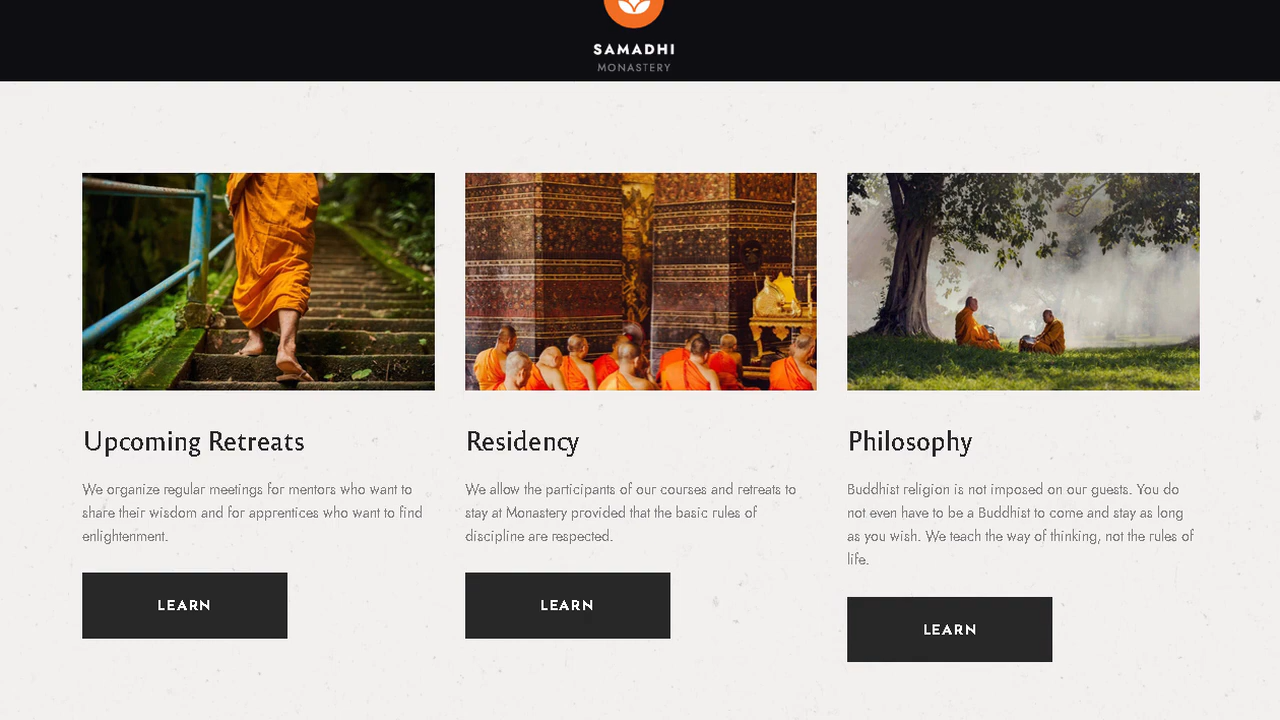 SAMADHI
MONASTERY
Upcoming Retreats
We organize regular meetings for mentors who want to
share their wisdom and for apprentices who want to find
enlightenment.
LEARN
Residency
We allow the participants of our courses and retreats to
stay at Monastery provided that the basic rules of
discipline are respected.
LEARN
Philosophy
Buddhist religion is not imposed on our guests. You do
not even have to be a Buddhist to come and stay as long
as you wish. We teach the way of thinking, not the rules of
life.
LEARN